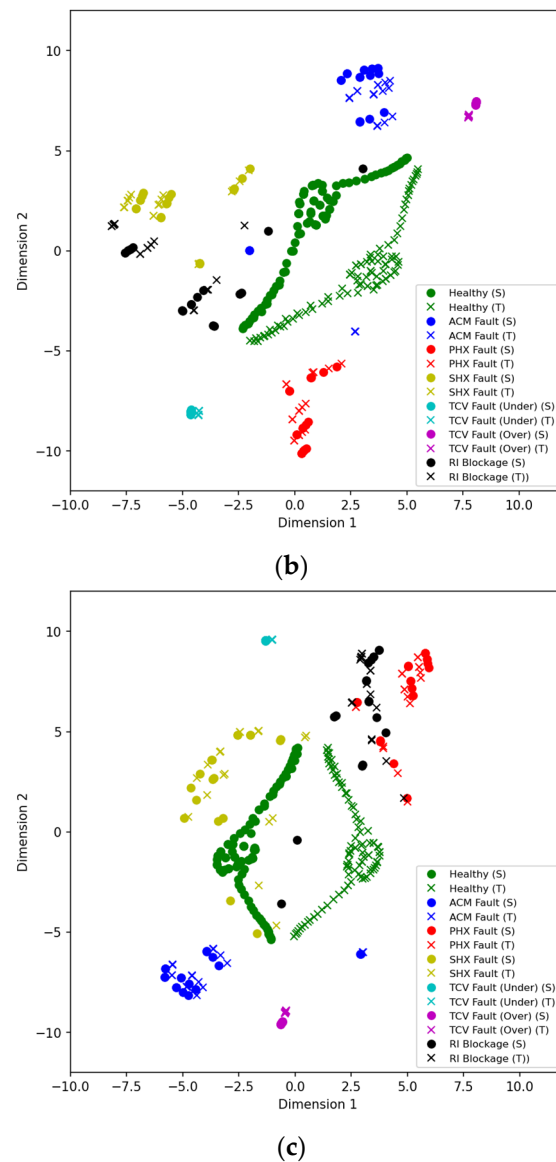 10
5
0
−5
−10
−10.0
−7.5
−5.0
−2.5
0.0
2.5
5.0
7.5
10.0
Dimension 2
Dimension 1
Healthy (S)
Healthy (T)
ACM Fault (S)
ACM Fault (T)
PHX Fault (S)
PHX Fault (T)
SHX Fault (S)
SHX Fault (T)
TCV Fault (Under) (S)
TCV Fault (Under) (T)
TCV Fault (Over) (S)
TCV Fault (Over) (T)
RI Blockage (S)
RI Blockage (T))
(b)
10
5
0
−5
−10
−10.0
−7.5
−5.0
−2.5
0.0
2.5
5.0
7.5
10.0
Dimension 2
Dimension 1
Healthy (S)
Healthy (T)
ACM Fault (S)
ACM Fault (T)
PHX Fault (S)
PHX Fault (T)
SHX Fault (S)
SHX Fault (T)
TCV Fault (Under) (S)
TCV Fault (Under) (T)
TCV Fault (Over) (S)
TCV Fault (Over) (T)
RI Blockage (S)
RI Blockage (T))
(c)